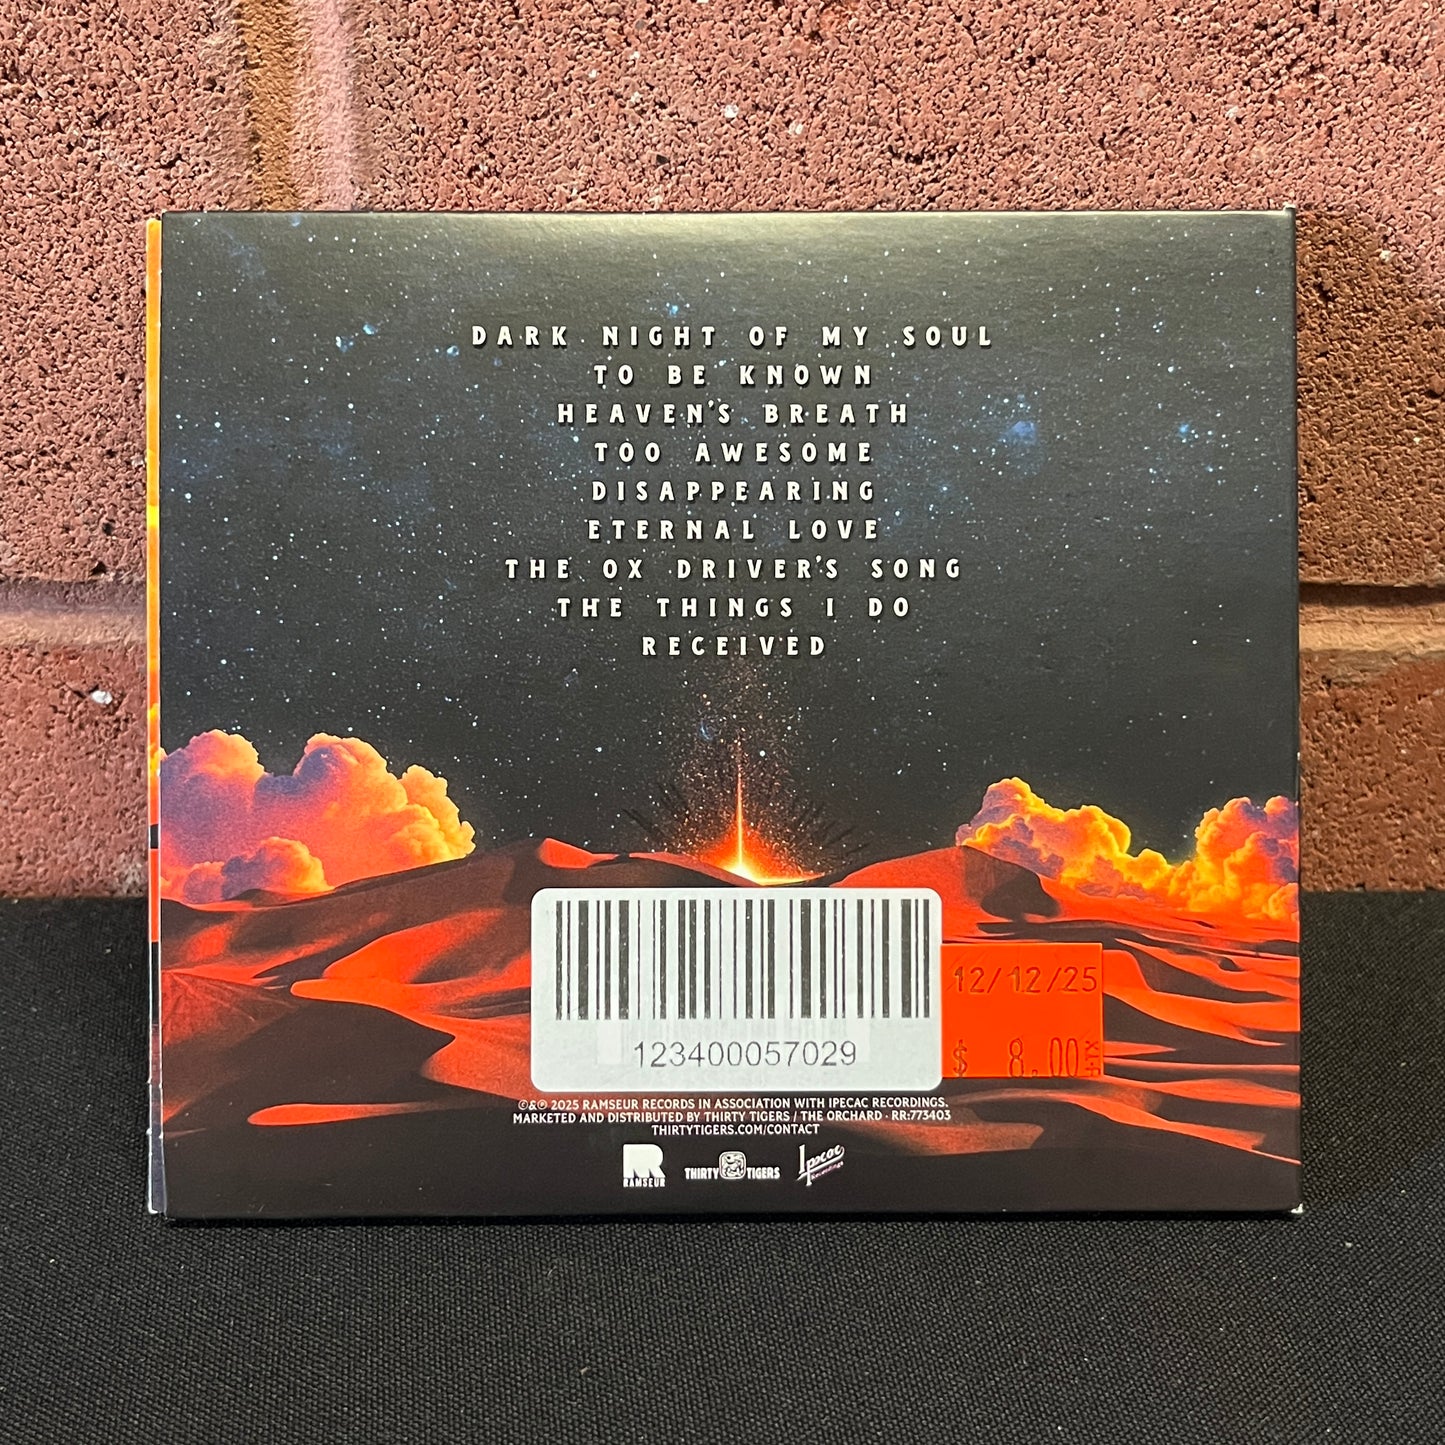 DARK NIGHT OF MY SOUL
TO BE KNOWN
HEAVEN'S BREATH
TOO AWESOME
DISAPPEARING
ETERNAL LOVE
THE OX DRIVER'S SONG
THE THINGS I DO
RECEIVED
123400057029
12/12/25
$ 8.00
©&℗ 2025 RAMSEUR RECORDS IN ASSOCIATION WITH IPECAC RECORDINGS.
MARKETED AND DISTRIBUTED BY THIRTY TIGERS / THE ORCHARD · RR:773403
THIRTYTIGERS.COM/CONTACT
RAMSEUR
THIRTY TIGERS
Ipecac
Recordings